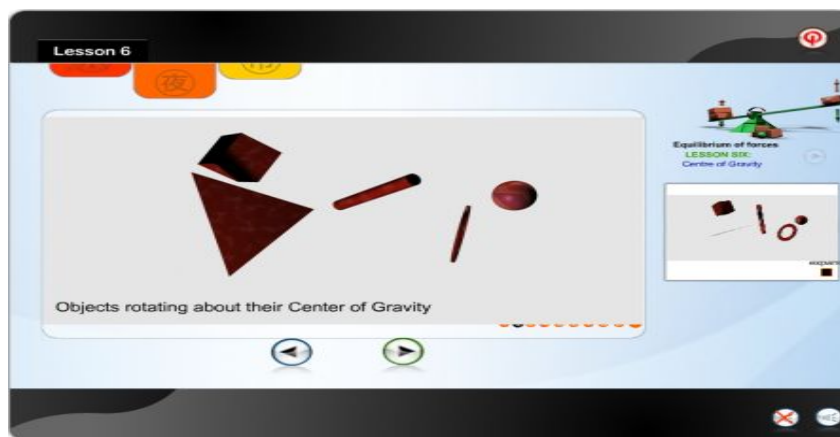 Lesson 6
夜
Equilibrium of forces
LESSON SIX:
Centre of Gravity
Objects rotating about their Center of Gravity